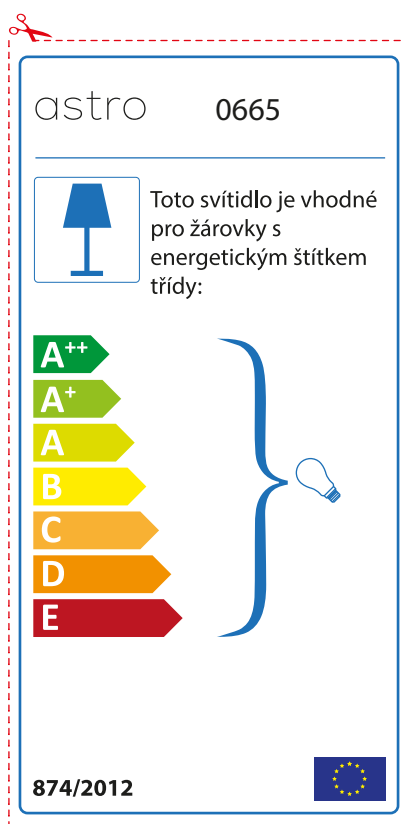 astro 0665
Toto svítidlo je vhodné
pro žárovky s
energetickým štítkem
třídy:
A++
A+
A
B
C
D
E
874/2012